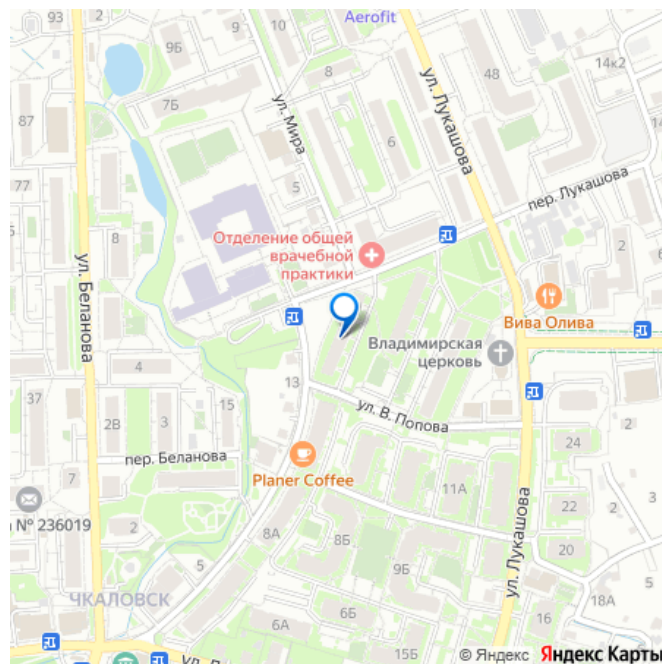 93
2
9Б
9
10
Aerofit
8
14к2
48
87
7Б
ул. Мира
6
ул. Лукашова
18
77
5
пер. Лукашова
8
Отделение общей
врачебной
практики
2
ул. Беланова
Вива Олива
Владимирская
церковь
4
13
37
2В
15
ул. В. Попова
24
7
пер. Беланова
Planer Coffee
11А
3
22
№ 236019
2
8А
8Б
ул. Лукашова
5
9Б
20
5
ЧКАЛОВСК
18А
6Б
16
6А
15Б
© Яндекс Яндекс Карты